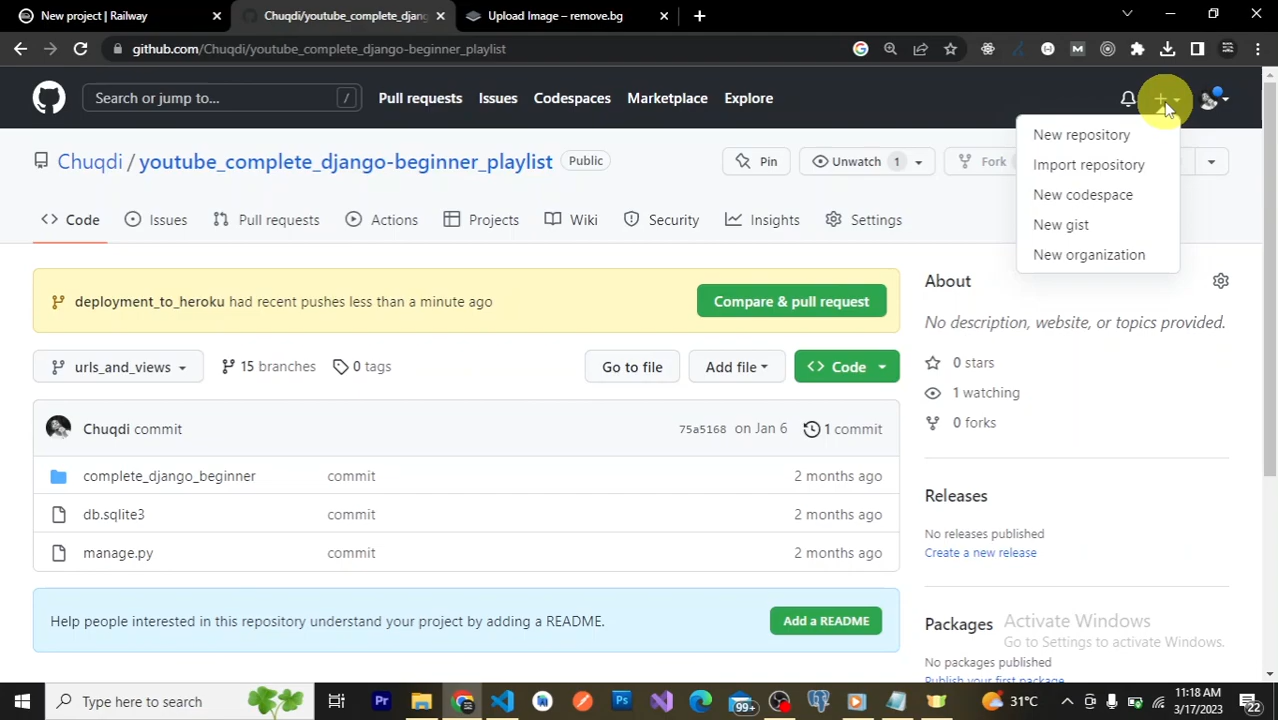 New project | Railway
Chuqdi/youtube_complete_djang
Upload Image – remove.bg
github.com/Chuqdi/youtube_complete_django-beginner_playlist
Search or jump to...
/
Pull requests
Issues
Codespaces
Marketplace
Explore
New repository
Import repository
New codespace
New gist
New organization
Chuqdi / youtube_complete_django-beginner_playlist
Public
Pin
Unwatch 1
Fork
Code
Issues
Pull requests
Actions
Projects
Wiki
Security
Insights
Settings
deployment_to_heroku had recent pushes less than a minute ago
Compare & pull request
urls_and_views
15 branches
0 tags
Go to file
Add file
Code
Chuqdi commit
75a5168 on Jan 6
1 commit
complete_django_beginner commit 2 months ago
db.sqlite3 commit 2 months ago
manage.py commit 2 months ago
Help people interested in this repository understand your project by adding a README.
Add a README
About
No description, website, or topics provided.
0 stars
1 watching
0 forks
Releases
No releases published
Create a new release
Packages
No packages published
Publish your first package
Activate Windows
Go to Settings to activate Windows.
Type here to search
Pr
Ps
99+
31°C
11:18 AM
3/17/2023
22